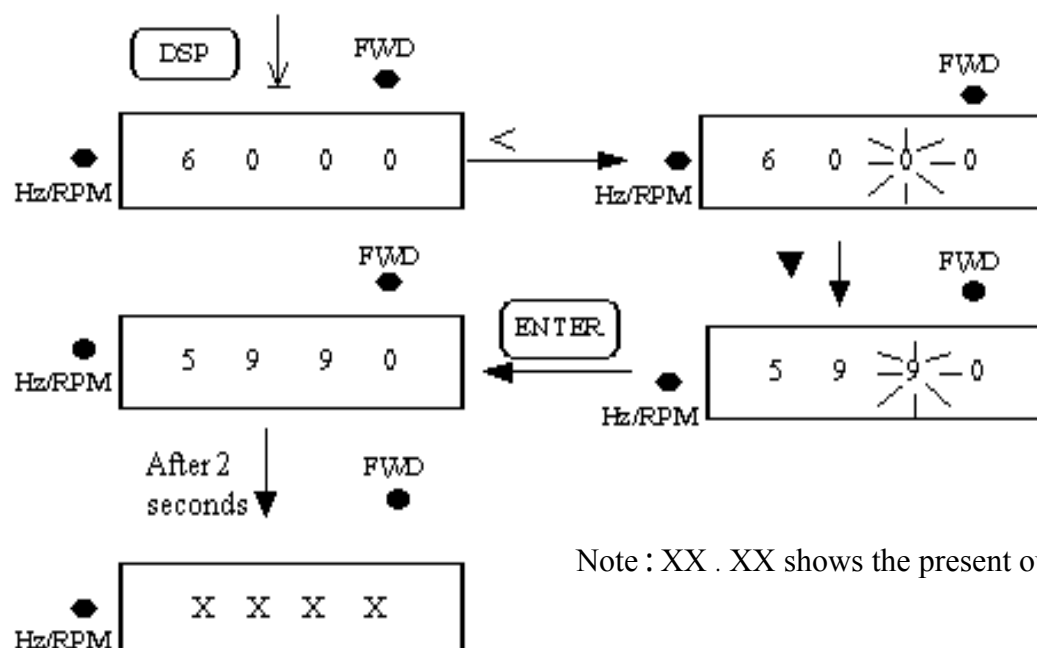 DSP
FWD
6 0 0 0
Hz/RPM
<
FWD
6 0 0 0
Hz/RPM
FWD
5 9 9 0
Hz/RPM
ENTER
FWD
5 9 9 0
Hz/RPM
After 2
seconds
FWD
X X X X
Hz/RPM
Note : XX . XX shows the present